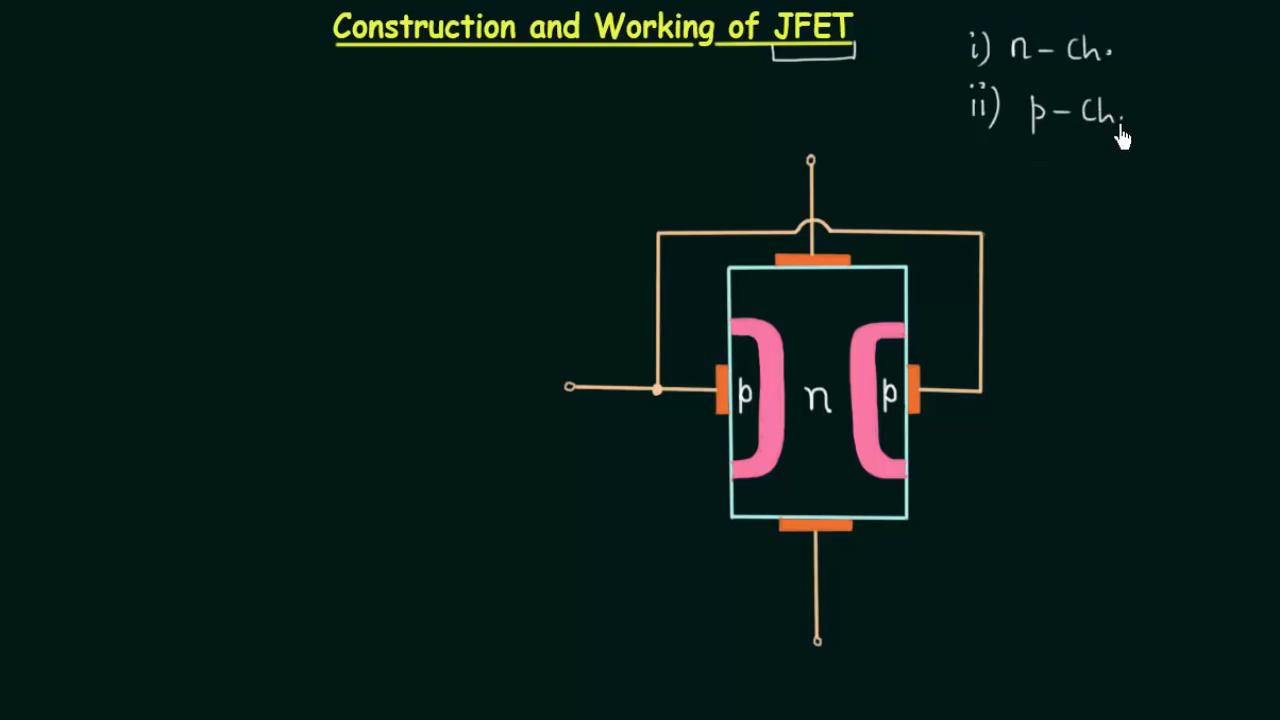 Construction and Working of JFET
i) n - ch.
ii) p - ch.
p n p